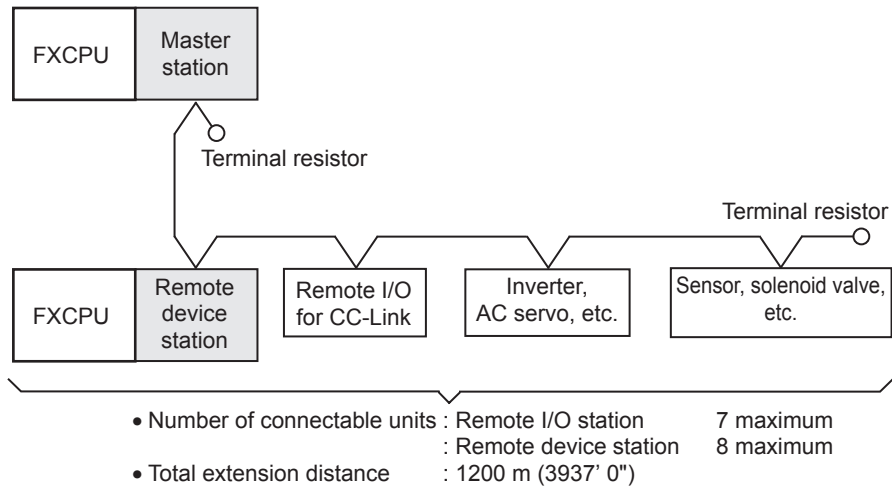 FXCPU
Master
station
Terminal resistor
Terminal resistor
FXCPU
Remote
device
station
Remote I/O
for CC-Link
Inverter,
AC servo, etc.
Sensor, solenoid valve,
etc.
• Number of connectable units : Remote I/O station 7 maximum
: Remote device station 8 maximum
• Total extension distance : 1200 m (3937' 0")